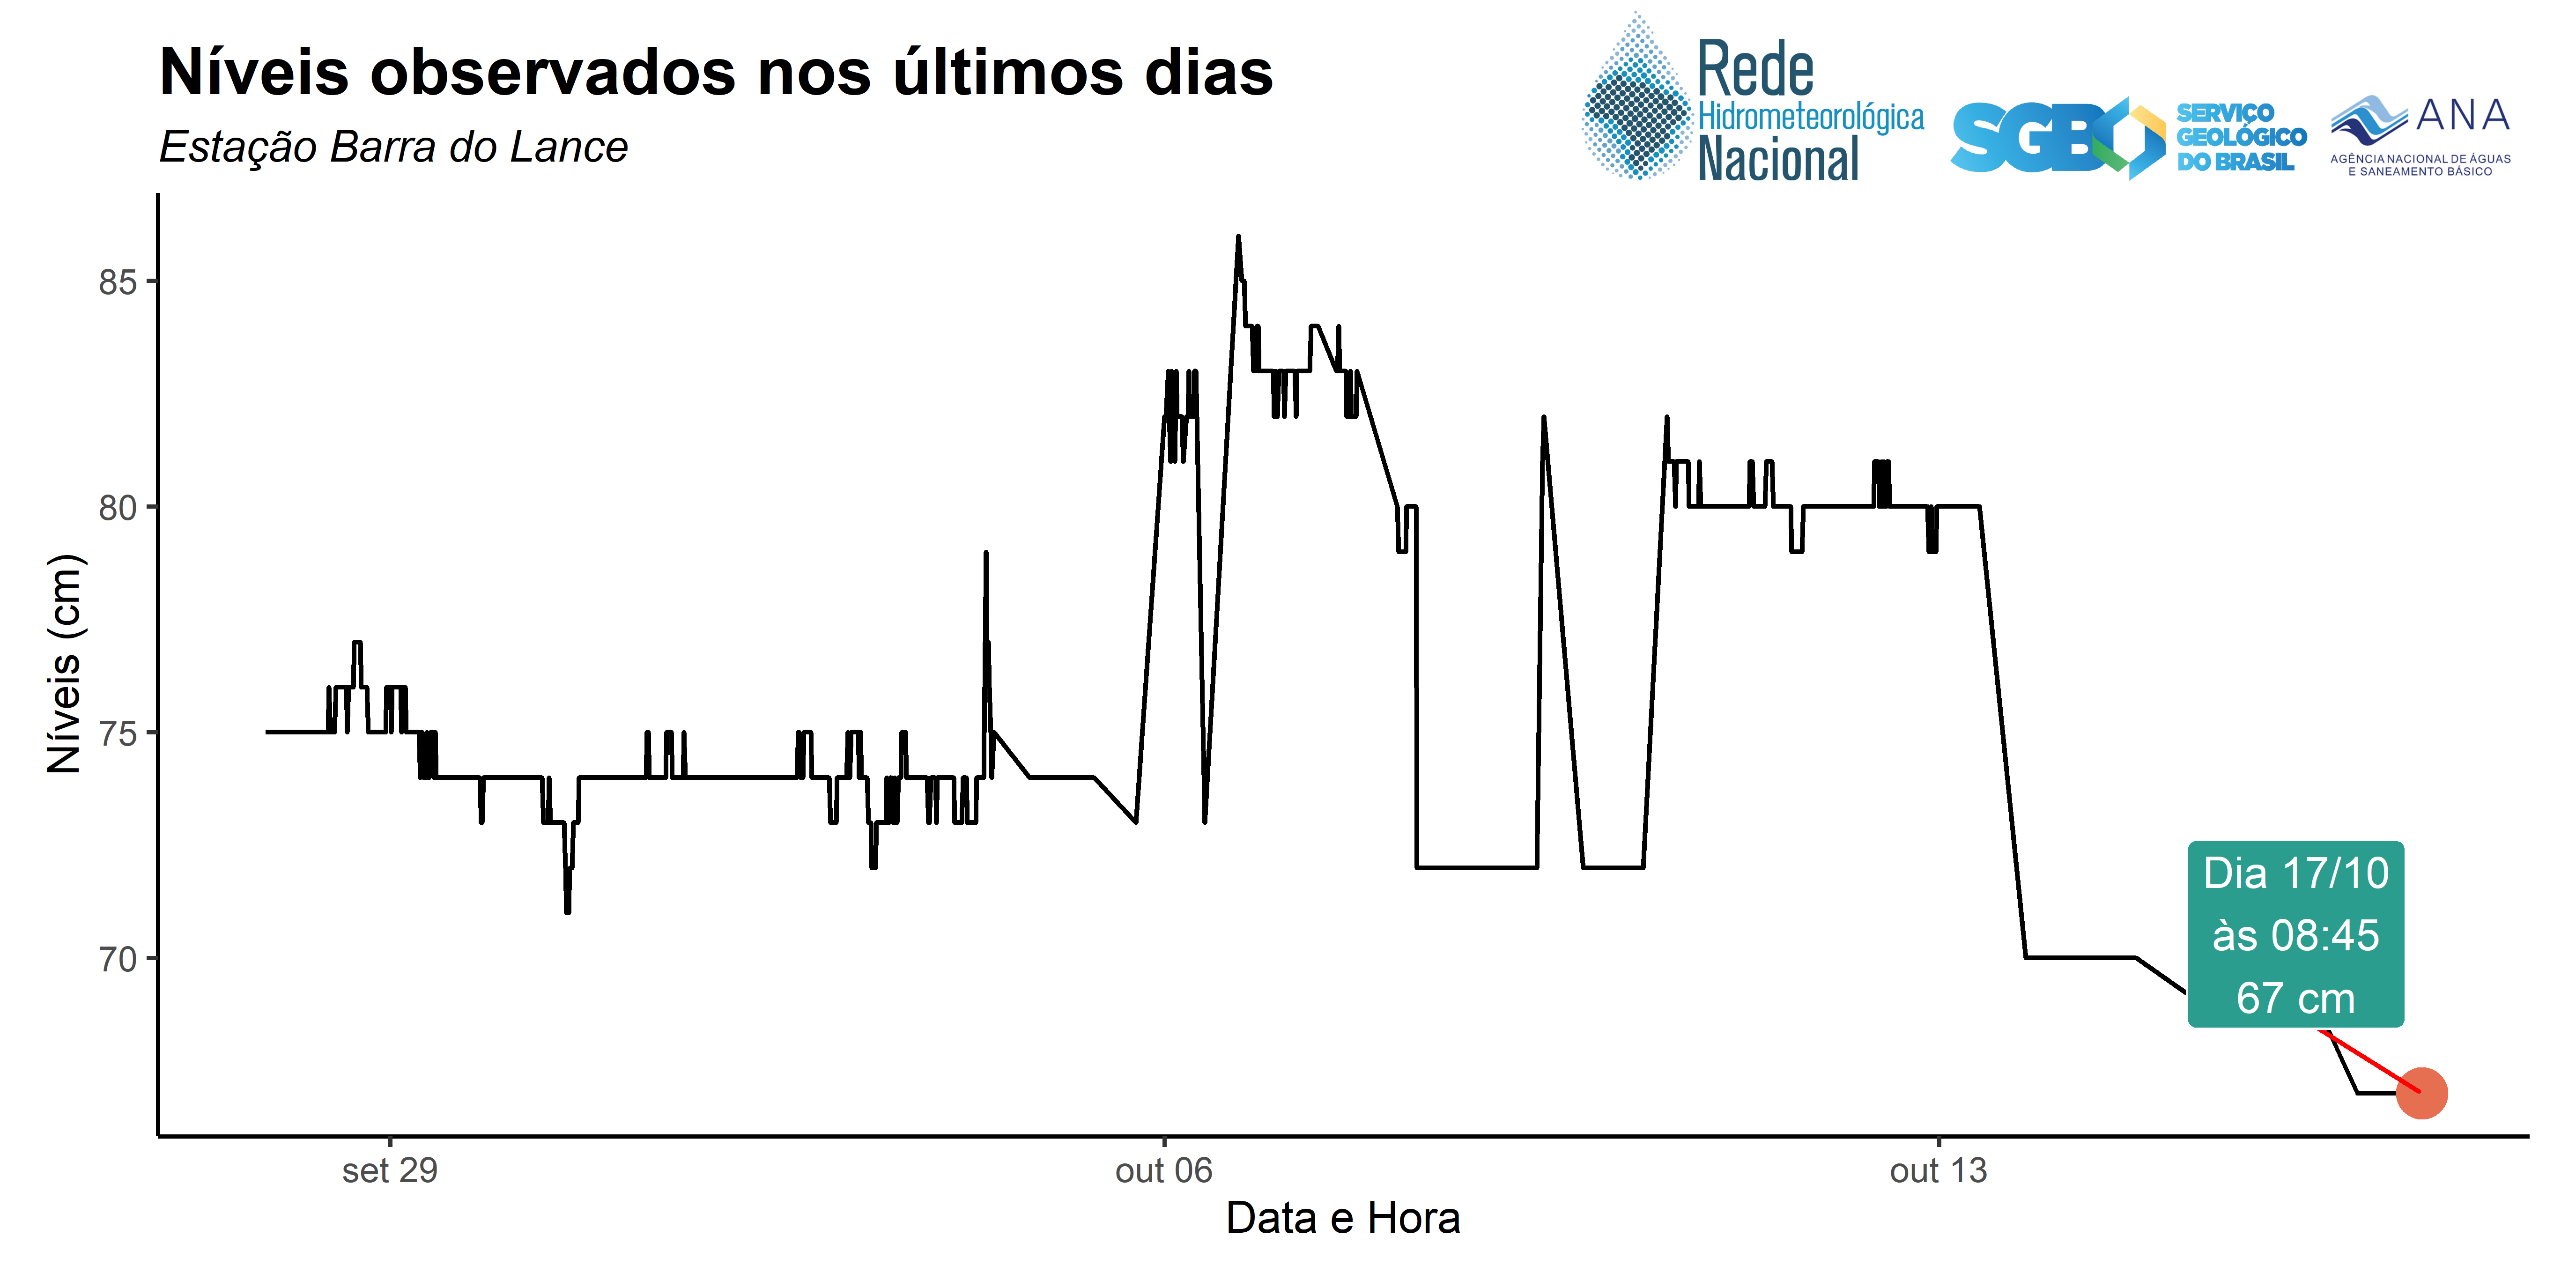 Níveis observados nos últimos dias
Estação Barra do Lance
Rede
Hidrometeorológica
Nacional
SGB
SERVIÇO
GEOLÓGICO
DO BRASIL
ANA
AGÊNCIA NACIONAL DE ÁGUAS
E SANEAMENTO BÁSICO
Níveis (cm)
85
80
75
70
Dia 17/10
às 08:45
67 cm
set 29
out 06
out 13
Data e Hora